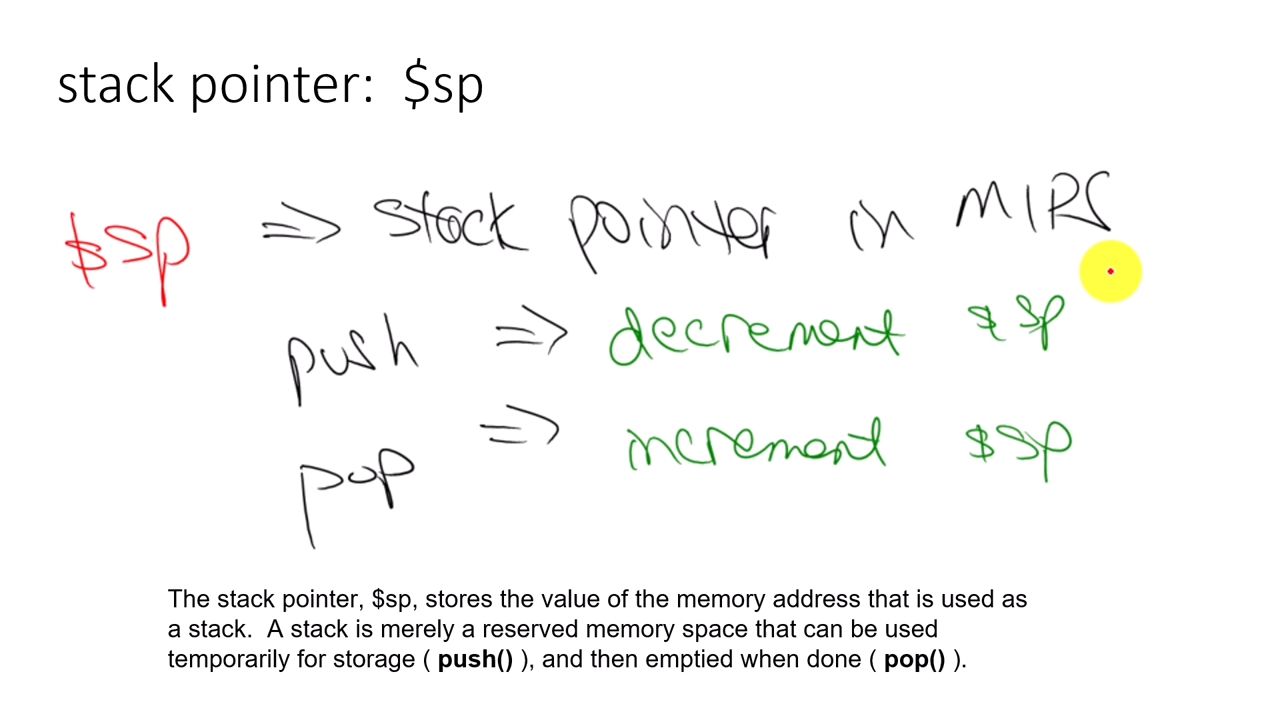 stack pointer: $sp
$sp => stack pointer in MIPS
push => decrement $sp
pop => increment $sp
The stack pointer, $sp, stores the value of the memory address that is used as
a stack. A stack is merely a reserved memory space that can be used
temporarily for storage ( push() ), and then emptied when done ( pop() ).